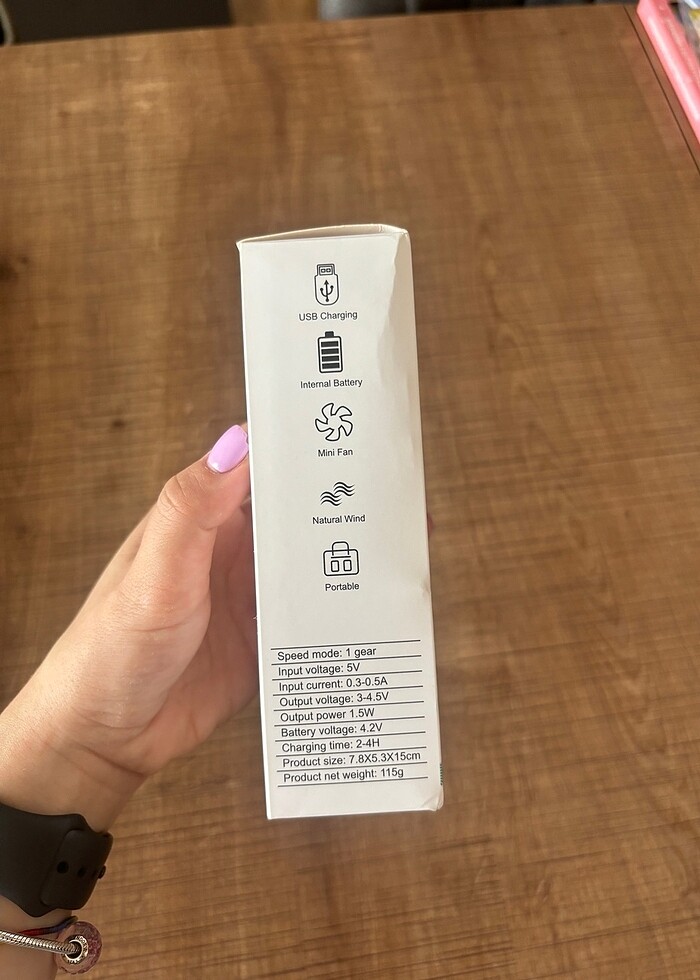 USB Charging
Internal Battery
Mini Fan
Natural Wind
Portable
Speed mode: 1 gear
Input voltage: 5V
Input current: 0.3-0.5A
Output voltage: 3-4.5V
Output power 1.5W
Battery voltage: 4.2V
Charging time: 2-4H
Product size: 7.8X5.3X15cm
Product net weight: 115g